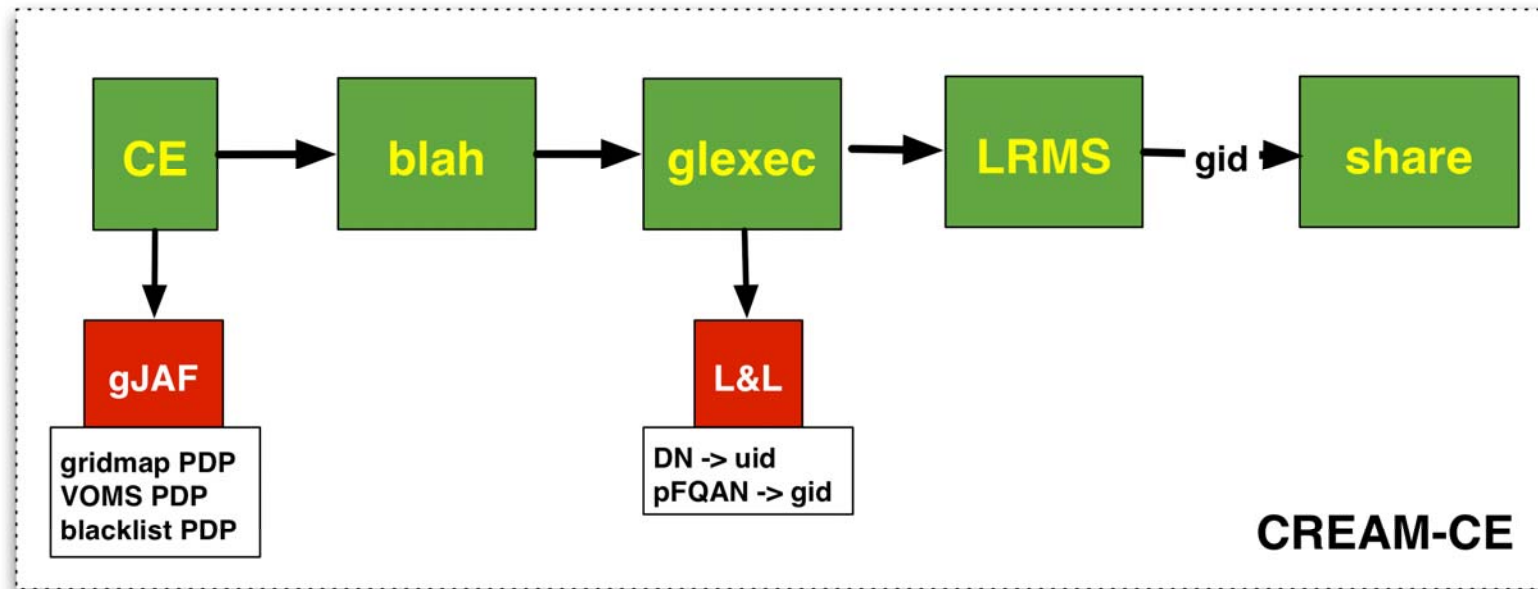 CE
blah
glexec
LRMS
gid
share
gJAF
gridmap PDP
VOMS PDP
blacklist PDP
L&L
DN -> uid
pFQAN -> gid
CREAM-CE